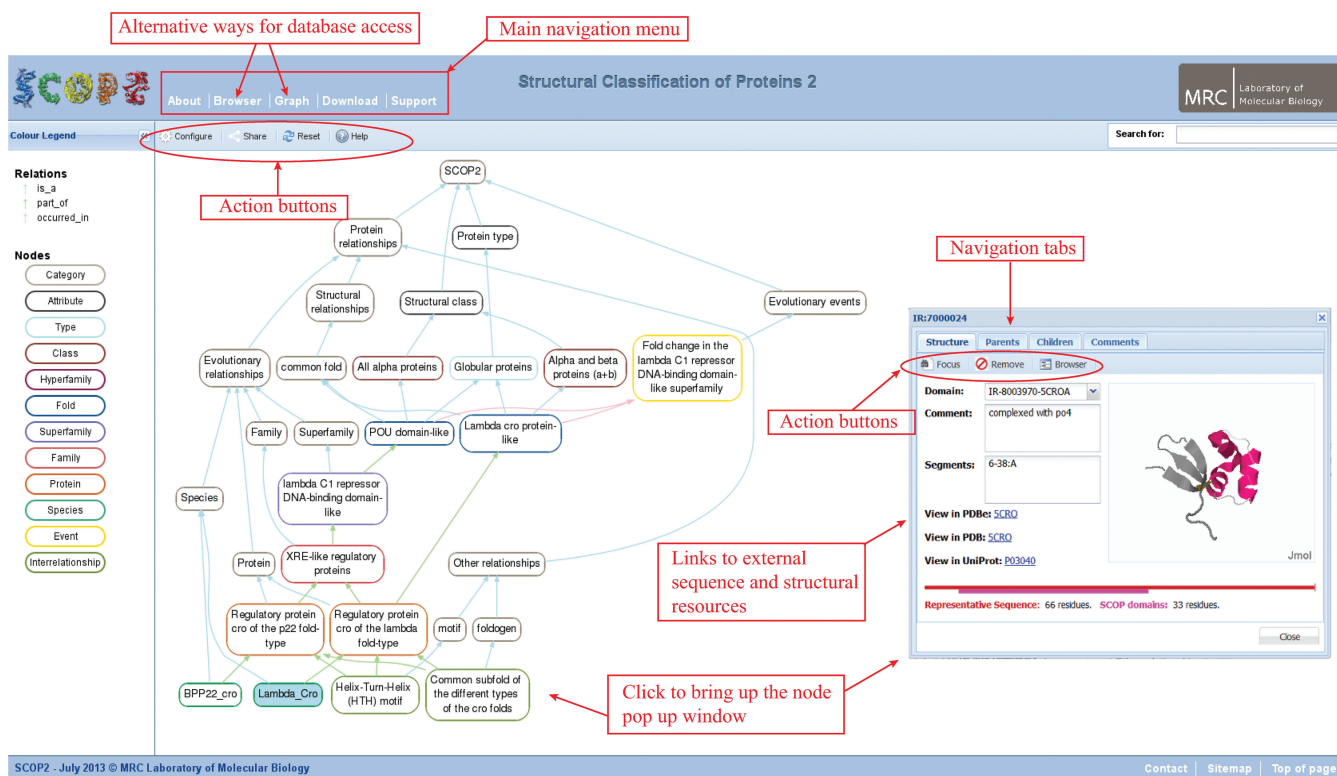 Alternative ways for database access
Main navigation menu
SCOP2
About | Browser | Graph | Download | Support
Structural Classification of Proteins 2
MRC
Laboratory of
Molecular Biology
Colour Legend
Configure
Share
Reset
Help
Search for:
Action buttons
Relations
is_a
part_of
occurred_in
Nodes
Category
Attribute
Type
Class
Hyperfamily
Fold
Superfamily
Family
Protein
Species
Event
Interrelationship
SCOP2
Protein
relationships
Protein type
Structural
relationships
Structural class
Evolutionary events
Evolutionary
relationships
common fold
All alpha proteins
Globular proteins
Alpha and beta
proteins (a+b)
Fold change in the
lambda C1 repressor
DNA-binding domain-
like superfamily
Family
Superfamily
POU domain-like
Lambda cro protein-
like
Species
lambda C1 repressor
DNA-binding domain-
like
Protein
XRE-like regulatory
proteins
Other relationships
Regulatory protein
cro of the p22 fold-
type
Regulatory protein
cro of the lambda
fold-type
motif
foldogen
BPP22_cro
Lambda_Cro
Helix-Turn-Helix
(HTH) motif
Common subfold of
the different types
of the cro folds
Navigation tabs
IR:7000024
Structure
Parents
Children
Comments
Focus
Remove
Browser
Action buttons
Domain:
IR-8003970-5CROA
Comment:
complexed with po4
Segments:
6-38:A
View in PDBe: 5CRO
View in PDB: 5CRO
View in UniProt: P03040
Jmol
Links to external
sequence and structural
resources
Representative Sequence: 66 residues. SCOP domains: 33 residues.
Close
Click to bring up the node
pop up window
SCOP2 - July 2013 © MRC Laboratory of Molecular Biology
Contact | Sitemap | Top of page